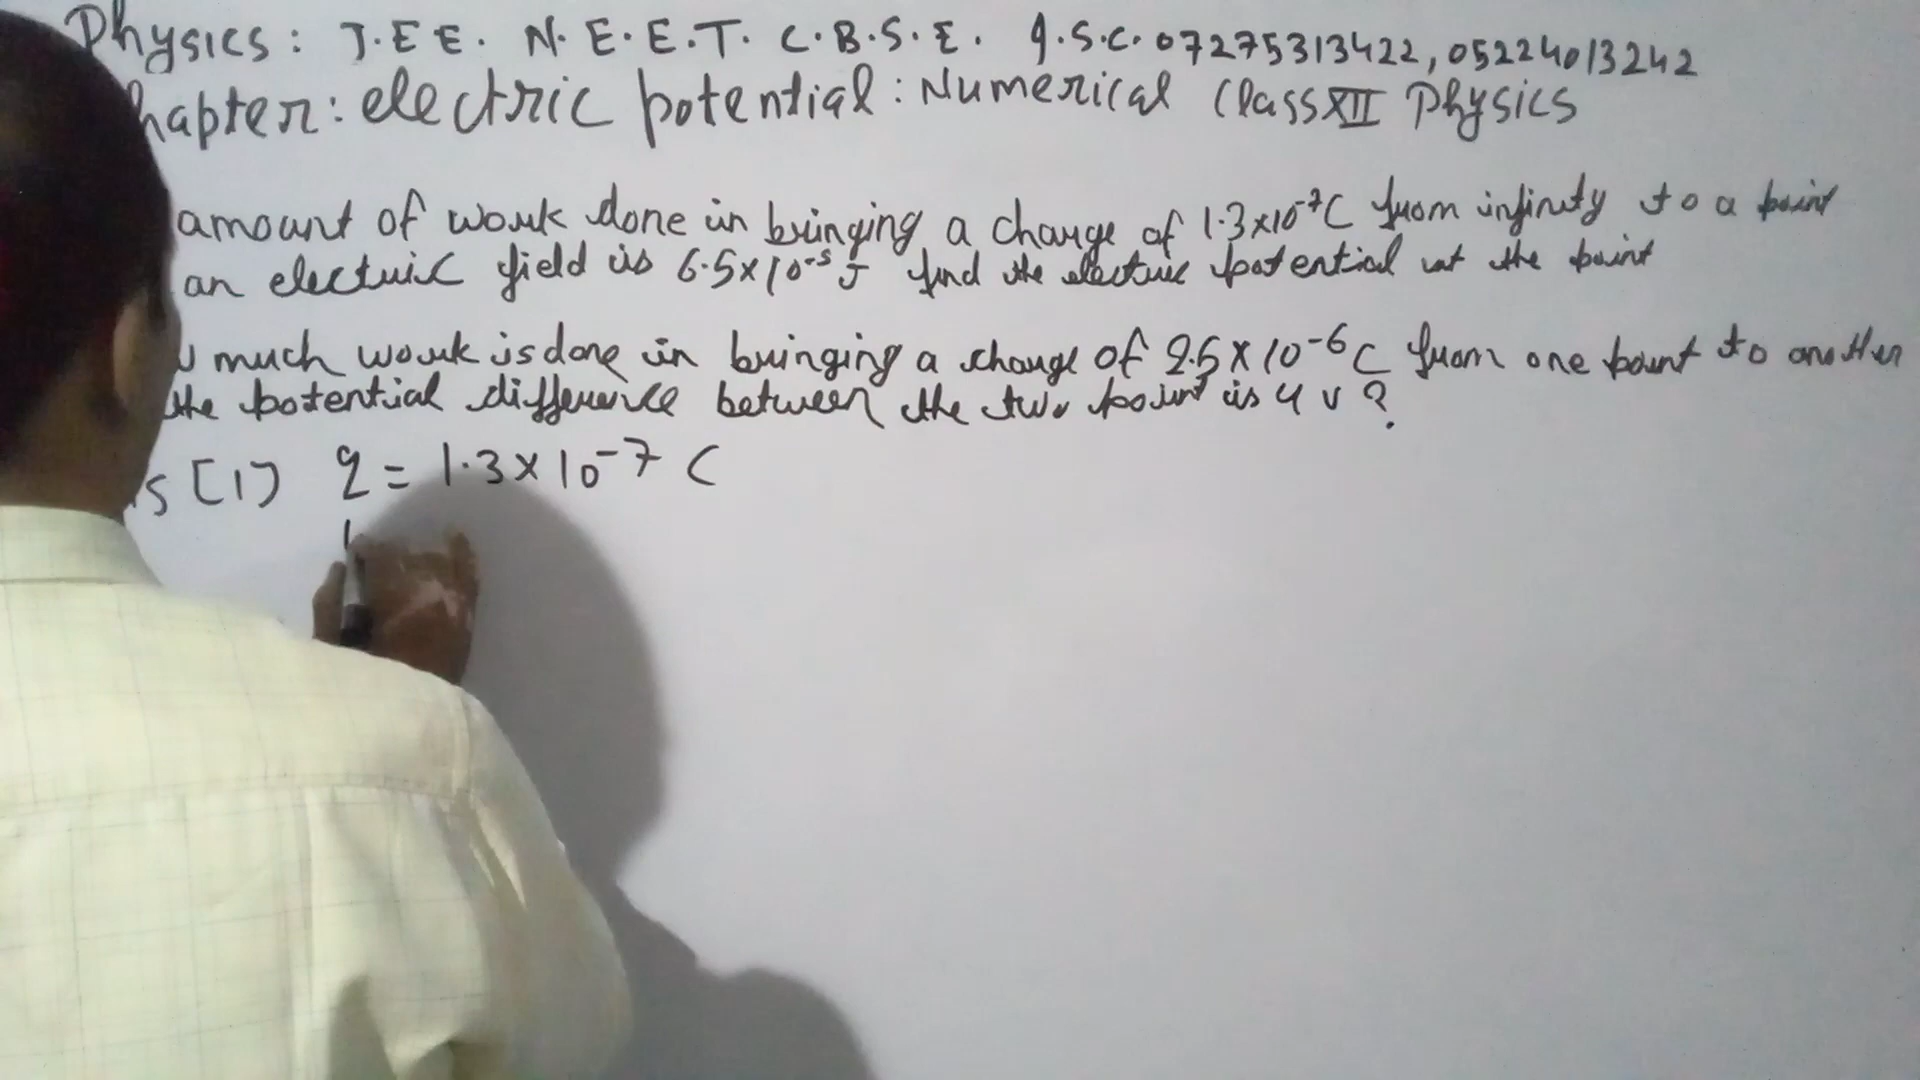 Physics: J.E E. N.E.E.T. C.B.S.E. I.S.C. 07275313422, 05224013242
hapter: electric potential: Numerical Class XII Physics
amount of work done in bringing a charge of 1.3×10⁻⁷C from infinity to a point
an electric field is 6.5×10⁻⁵ J find the electric potential at the point
much work is done in bringing a charge of 2.5×10⁻⁶C from one point to another
the potential difference between the two point is 4 v ?
s [1] q = 1.3×10⁻⁷ C